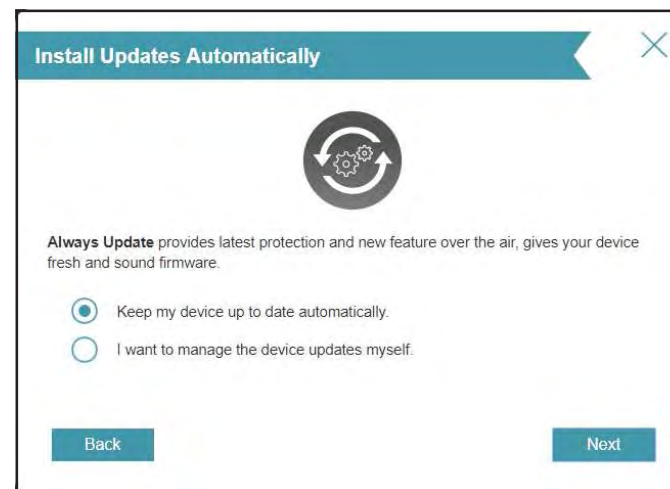 Install Updates Automatically
Always Update provides latest protection and new feature over the air, gives your device
fresh and sound firmware.
Keep my device up to date automatically.
I want to manage the device updates myself.
Back
Next